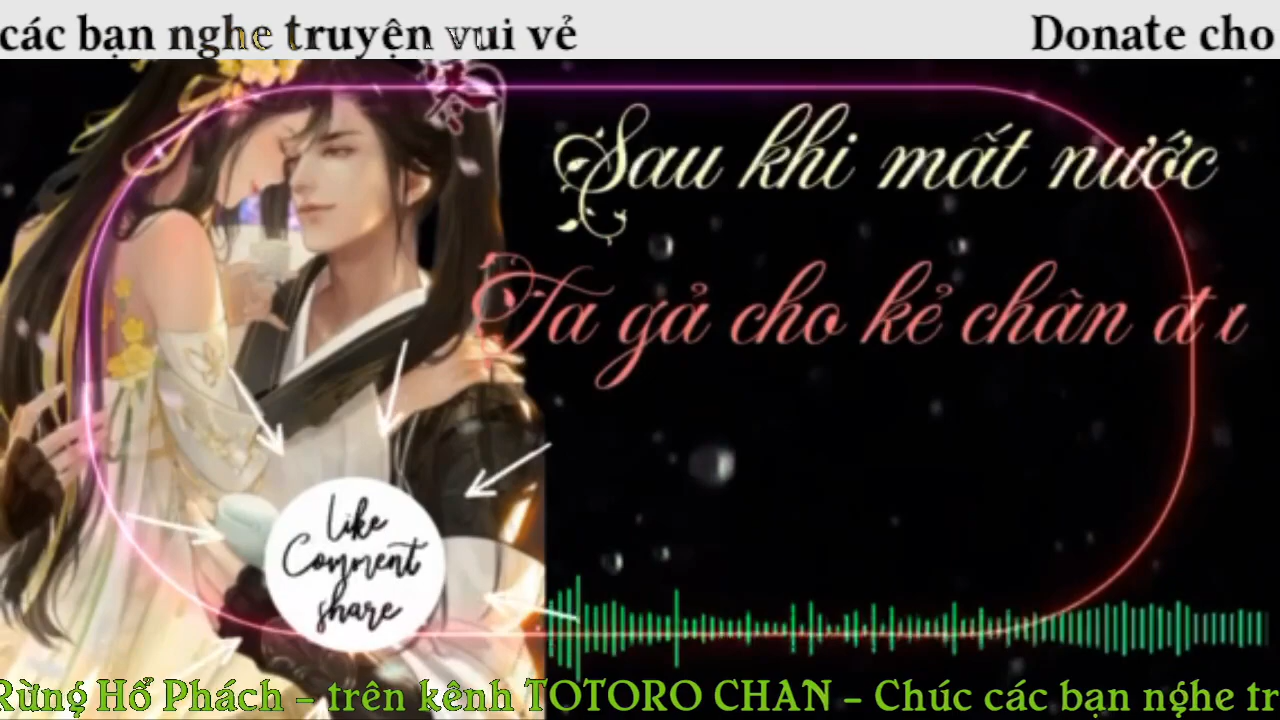 các bạn nghe truyện vui vẻ
Donate cho
Sau khi mất nước
Ta gả cho kẻ chân đ
like
Comment
share
Rừng Hổ Phách – trên kênh TOTORO CHAN – Chúc các bạn nghe tr